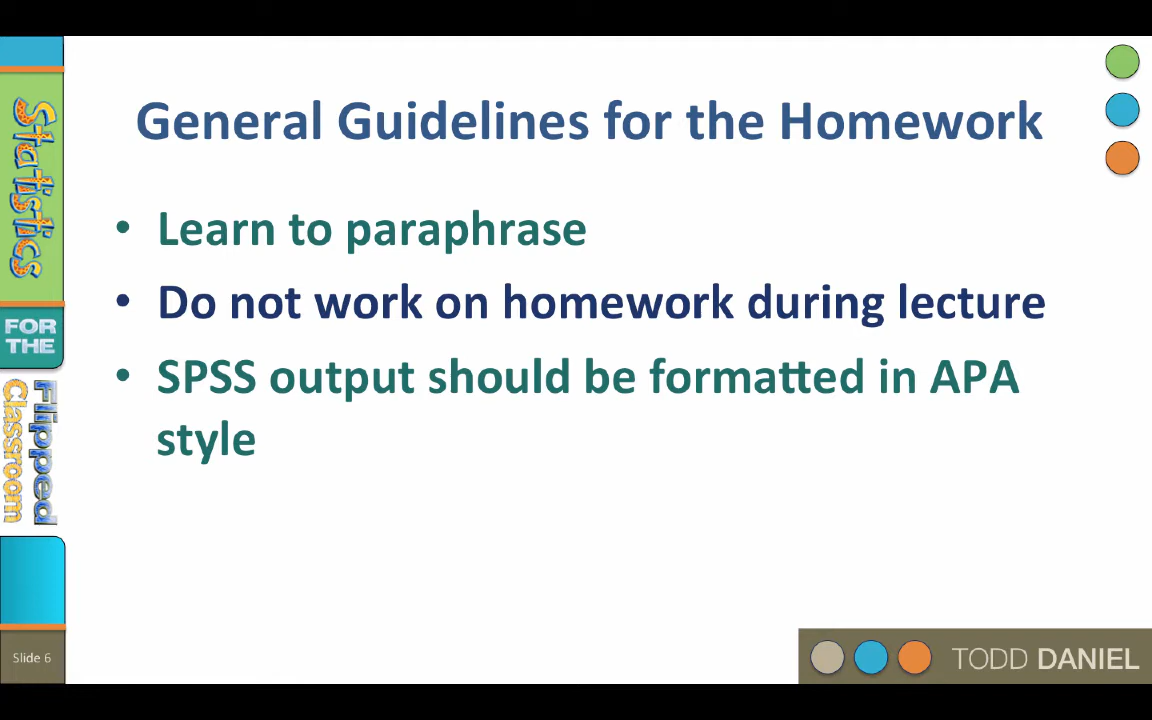 General Guidelines for the Homework
• Learn to paraphrase
• Do not work on homework during lecture
• SPSS output should be formatted in APA
style
Statistics
FOR
THE
Flipped
Classroom
Slide 6
TODD DANIEL